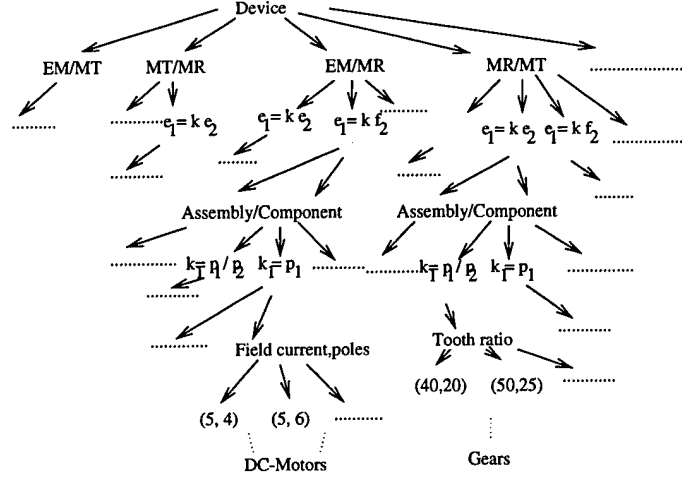 Device
EM/MT MT/MR EM/MR MR/MT
e₁= k e₂ e₁= k e₂ e₁= k f₂ e₁= k e₂ e₁= k f₂
Assembly/Component Assembly/Component
k₁= p₁ / p₂ k₁= p₁ k₁= p₁ / p₂ k₁= p₁
Field current,poles Tooth ratio
(40,20) (50,25)
(5, 4) (5, 6)
DC-Motors Gears